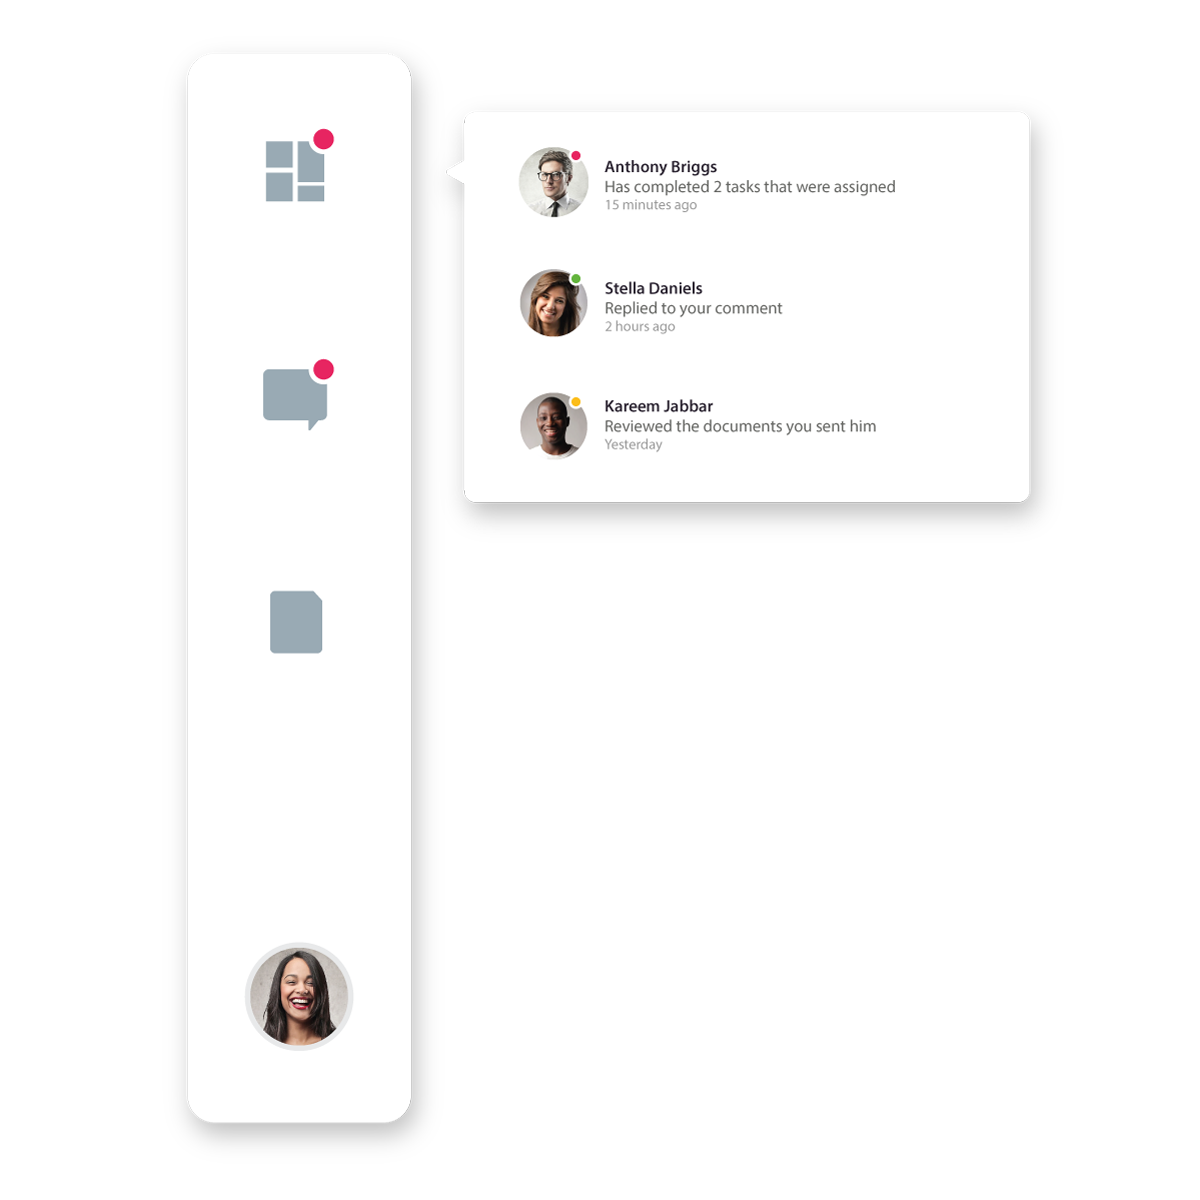 Anthony Briggs
Has completed 2 tasks that were assigned
15 minutes ago
Stella Daniels
Replied to your comment
2 hours ago
Kareem Jabbar
Reviewed the documents you sent him
Yesterday